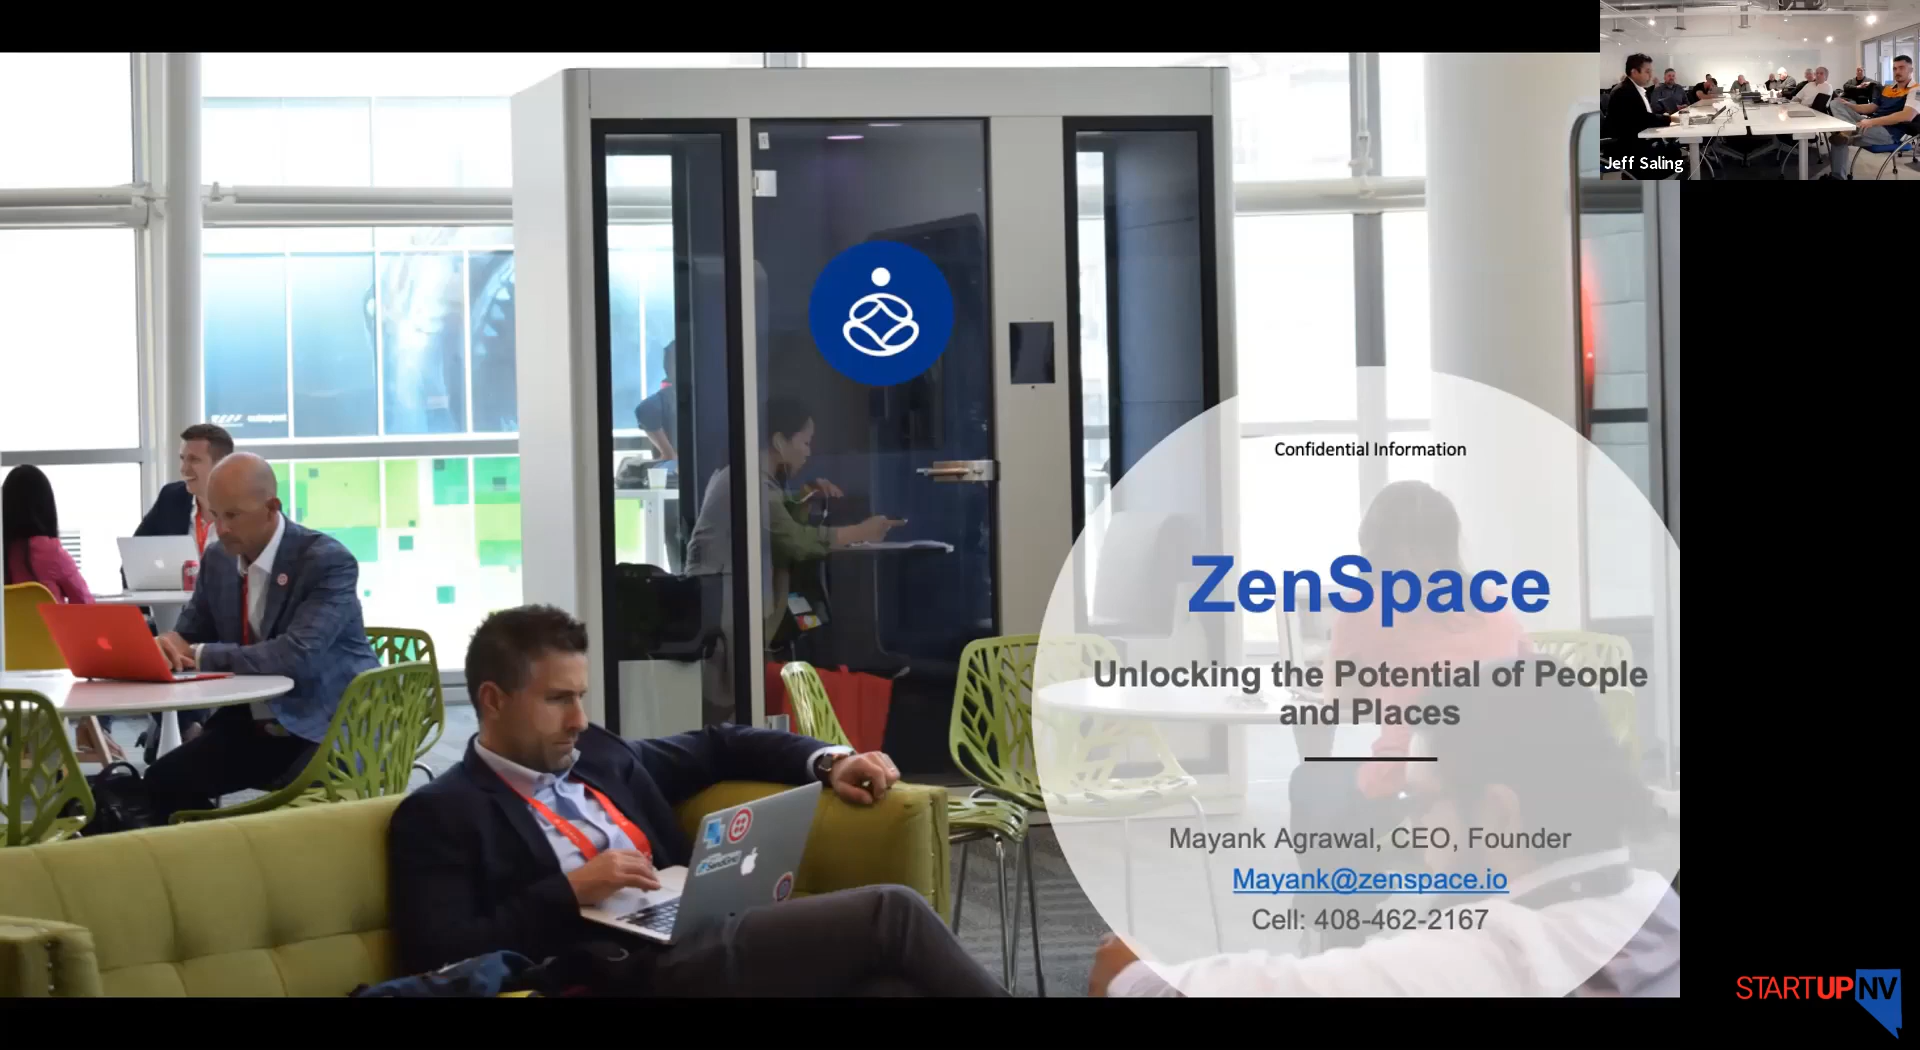 Jeff Saling
Confidential Information
ZenSpace
Unlocking the Potential of People
and Places
Mayank Agrawal, CEO, Founder
Mayank@zenspace.io
Cell: 408-462-2167
SendGrid
STARTUPNV